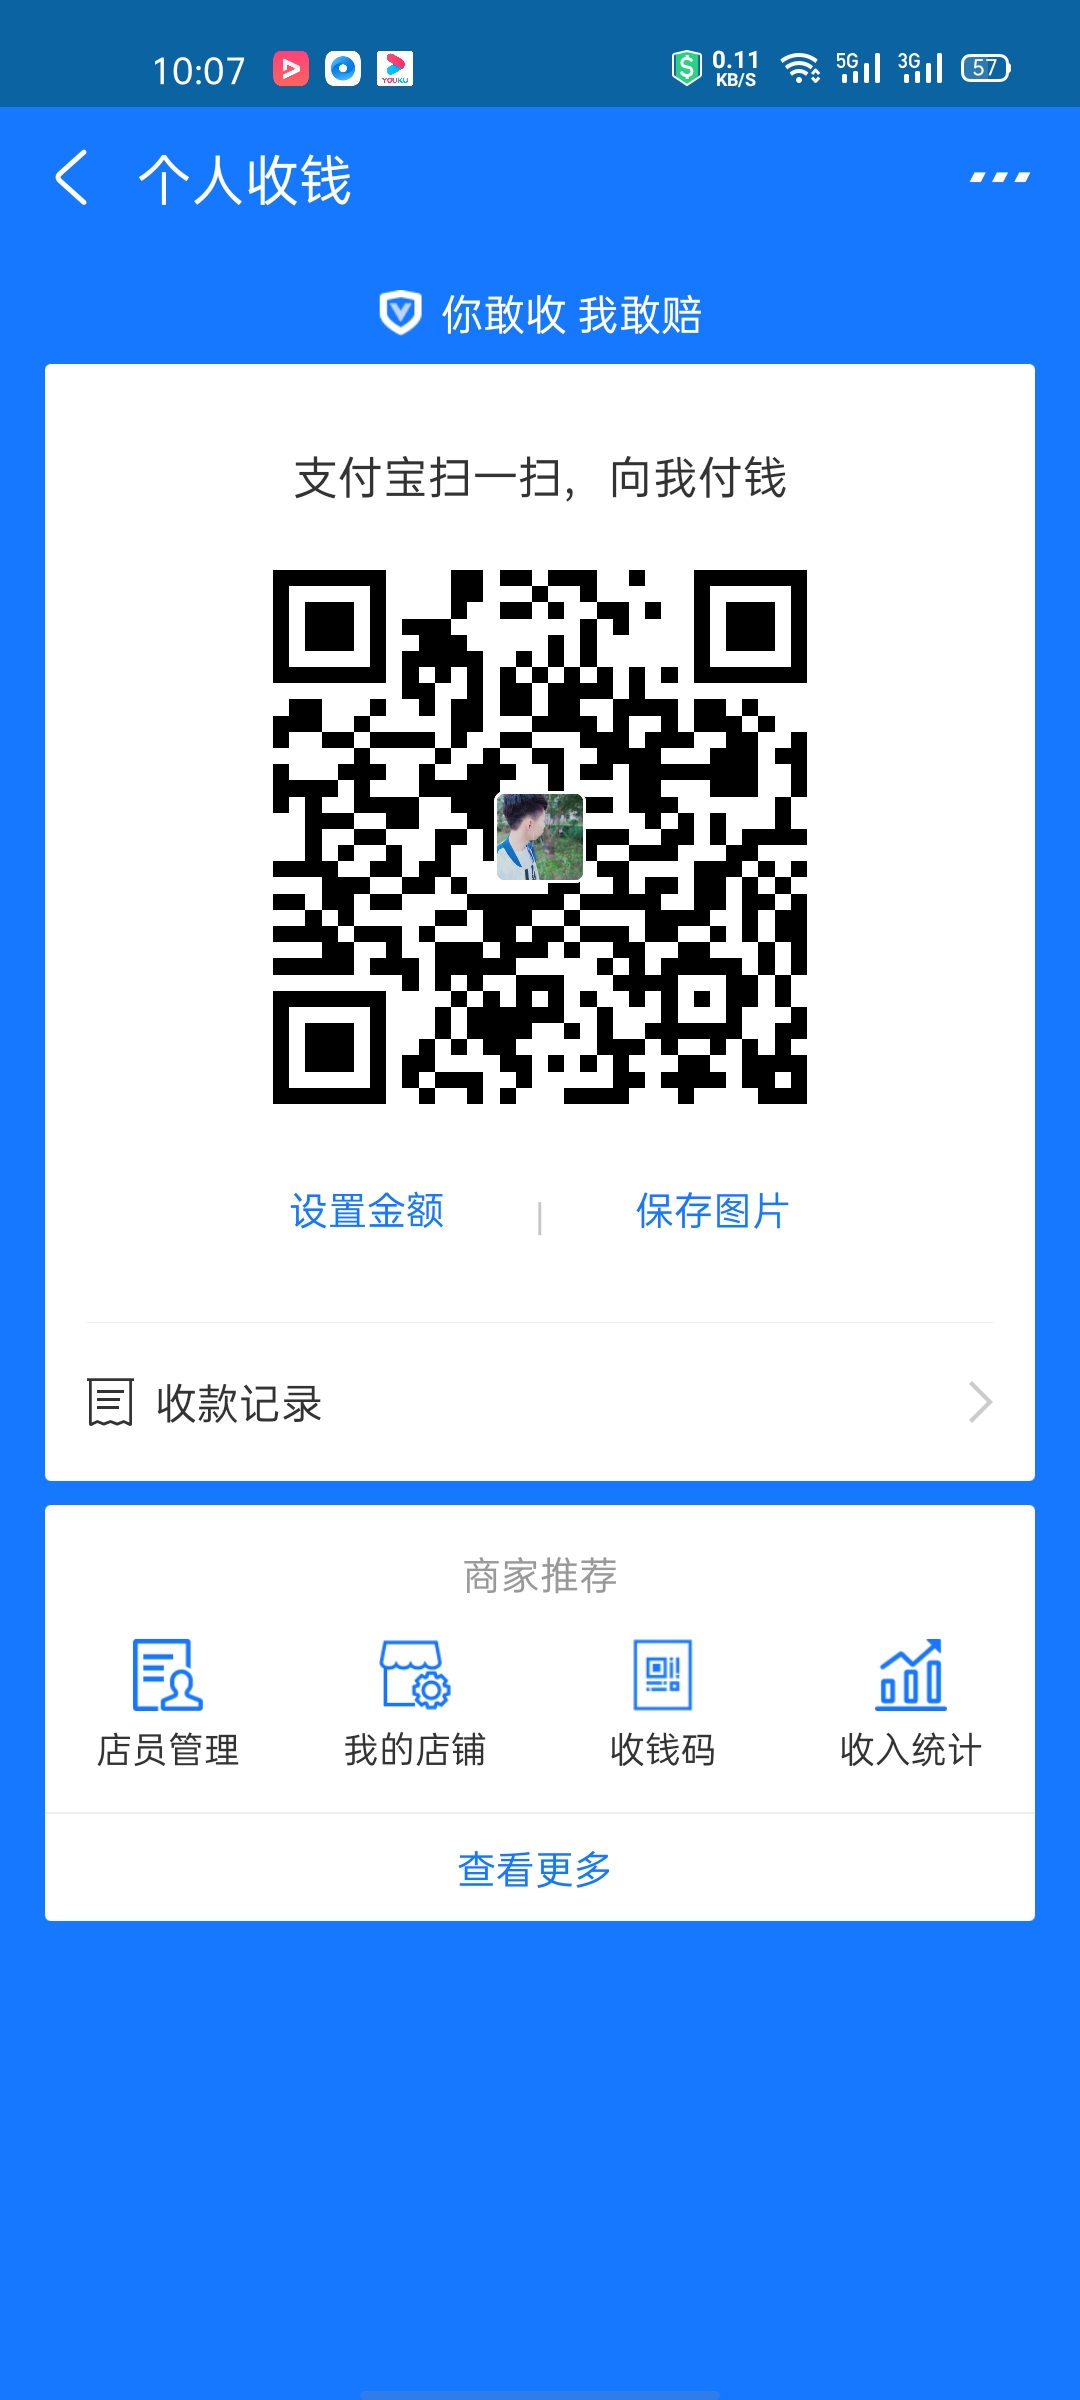 10:07
YOUKU
0.11
KB/S
5G
3G
57
个人收钱
你敢收 我敢赔
支付宝扫一扫，向我付钱
设置金额 | 保存图片
收款记录
商家推荐
店员管理 我的店铺 收钱码 收入统计
查看更多